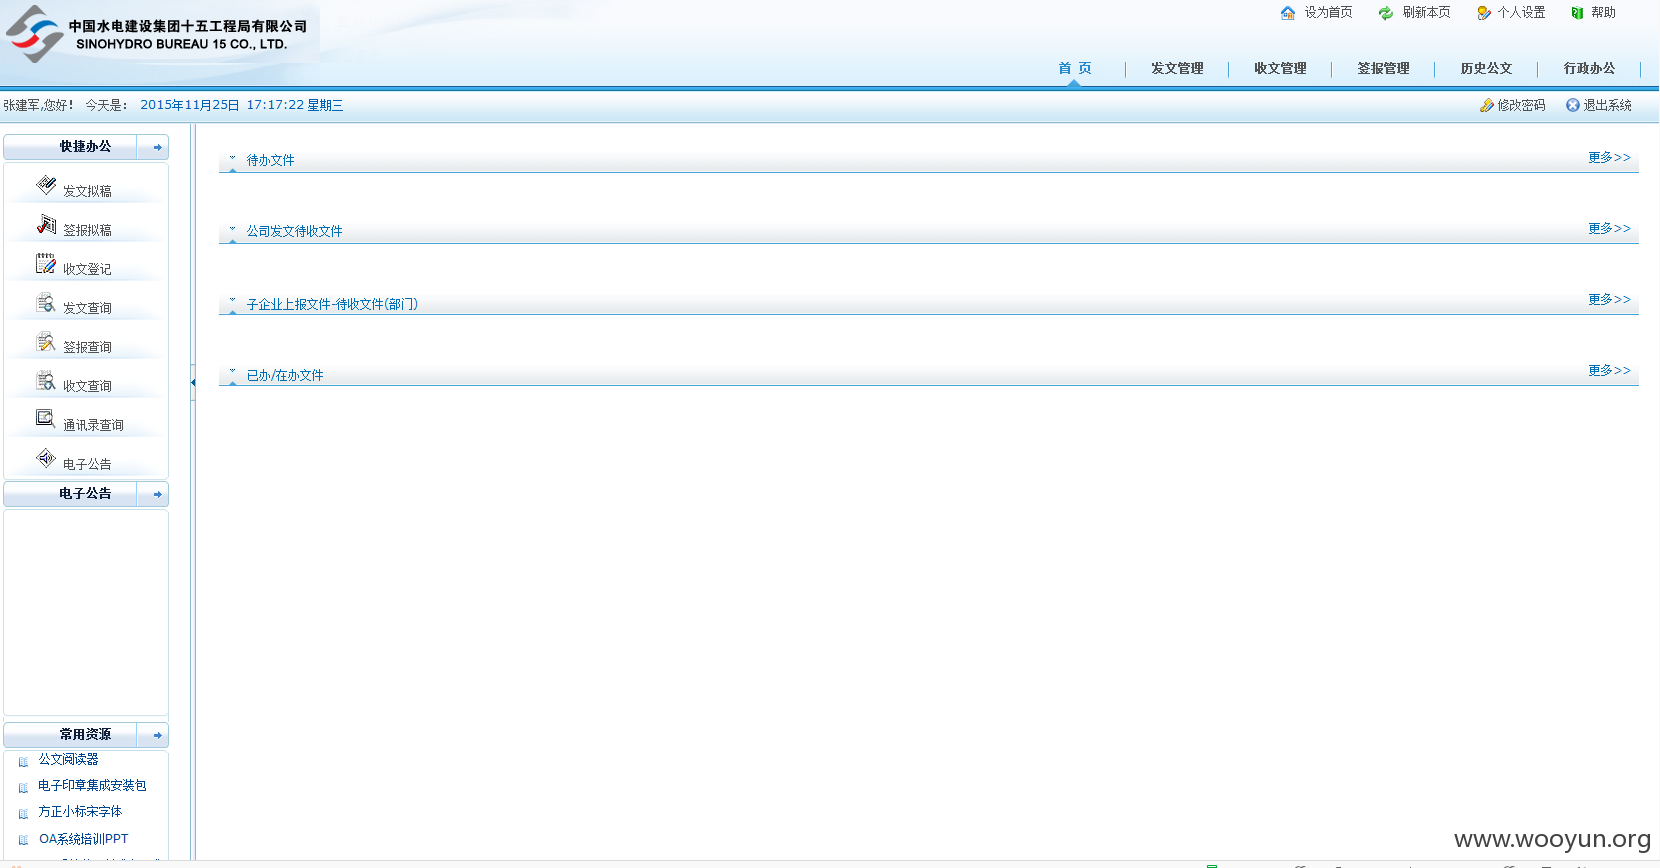 中国水电建设集团十五工程局有限公司
SINOHYDRO BUREAU 15 CO., LTD.
设为首页 刷新本页 个人设置 帮助
首 页 发文管理 收文管理 签报管理 历史公文 行政办公
张建军,您好! 今天是: 2015年11月25日 17:17:22 星期三
修改密码 退出系统
快捷办公
发文拟稿
签报拟稿
收文登记
发文查询
签报查询
收文查询
通讯录查询
电子公告
电子公告
常用资源
公文阅读器
电子印章集成安装包
方正小标宋字体
OA系统培训PPT
待办文件 更多>>
公司发文待收文件 更多>>
子企业上报文件-待收文件(部门) 更多>>
已办/在办文件 更多>>
www.wooyun.org